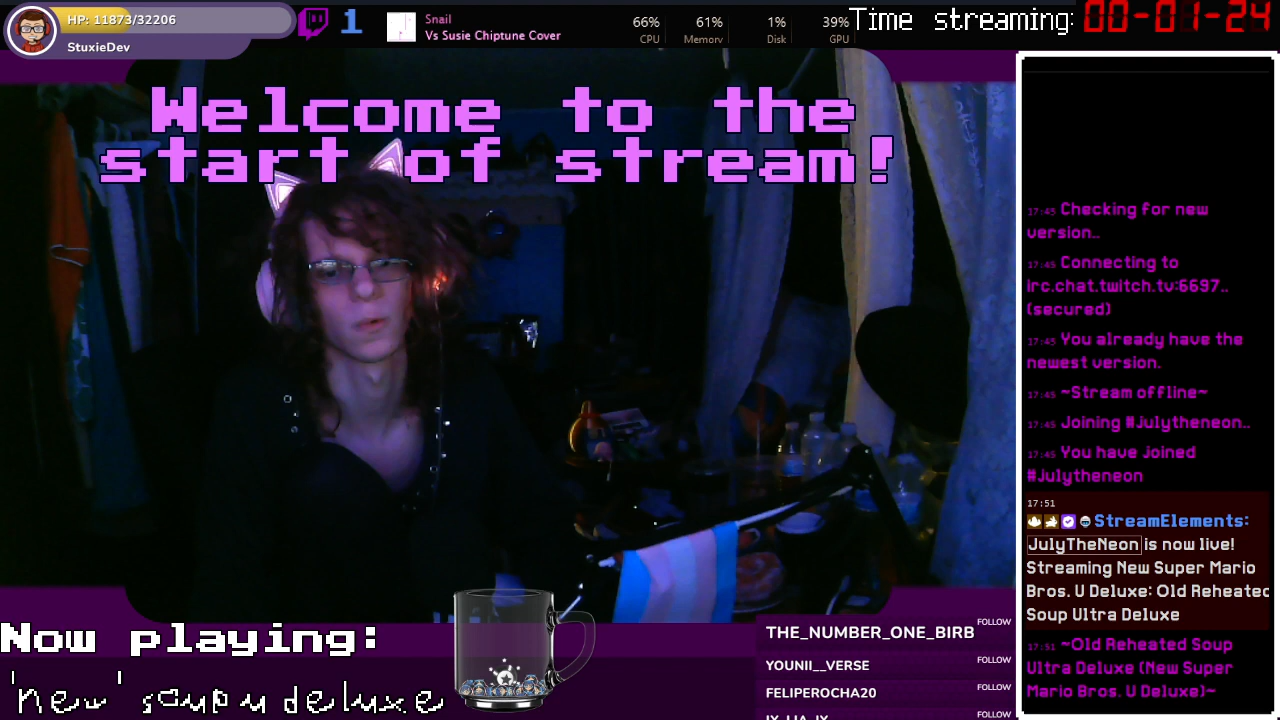 HP: 11873/32206
StuxieDev
1
Snail
Vs Susie Chiptune Cover
66%
CPU
61%
Memory
1%
Disk
39%
GPU
Time streaming:
00-01-24
Welcome to the
start of stream!
17:45 Checking for new
version..
17:45 Connecting to
irc.chat.twitch.tv:6697..
(secured)
17:45 You already have the
newest version.
17:45 ~Stream offline~
17:45 Joining #Julytheneon..
17:45 You have Joined
#Julytheneon
17:51
StreamElements:
JulyTheNeon is now live!
Streaming New Super Mario
Bros. U Deluxe: Old Reheated
Soup Ultra Deluxe
17:51 ~Old Reheated Soup
Ultra Deluxe (New Super
Mario Bros. U Deluxe)~
Now playing:
'new' soup u deluxe
THE_NUMBER_ONE_BIRB
FOLLOW
YOUNII__VERSE
FOLLOW
FELIPEROCHA20
FOLLOW
FOLLOW